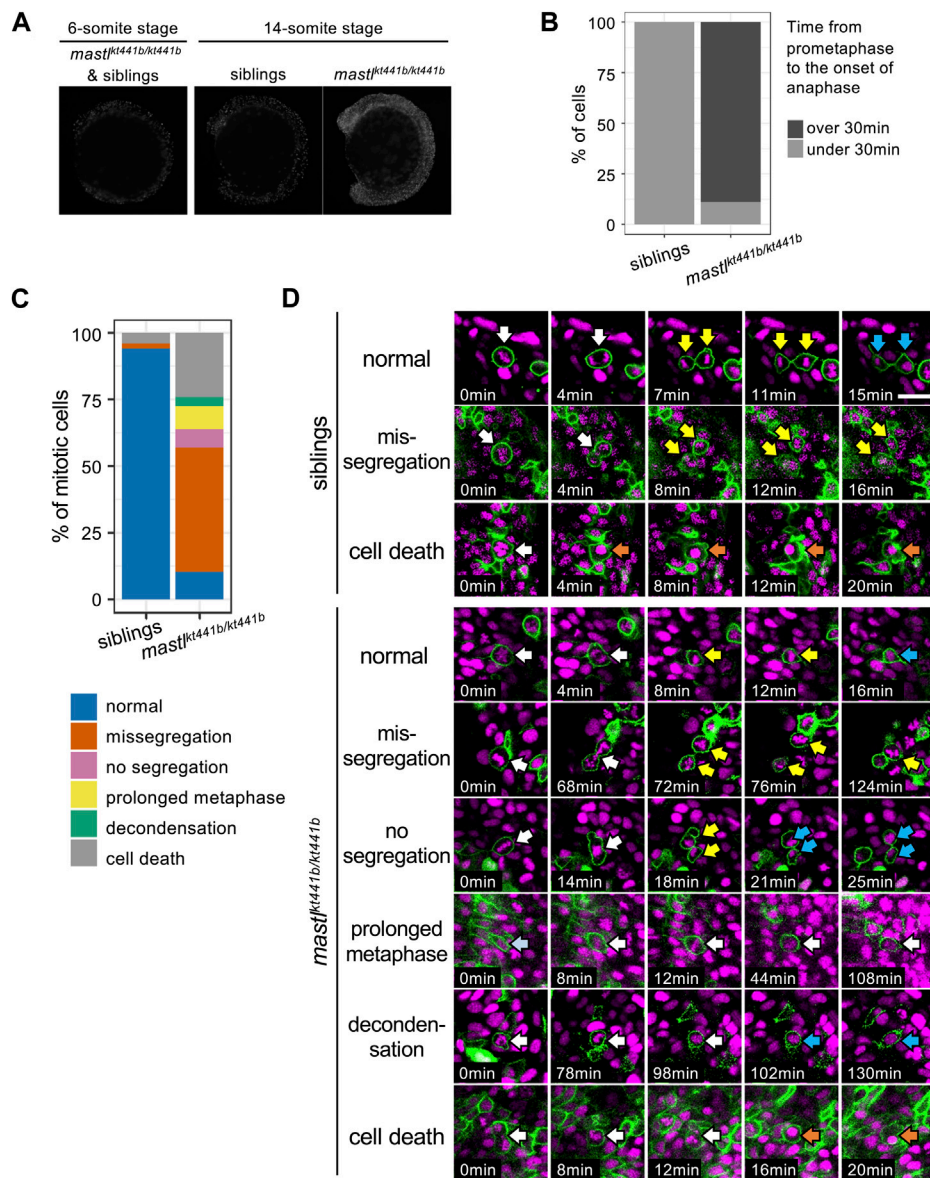 A
6-somite stage
14-somite stage
mastl^kt441b/kt441b
& siblings
siblings
mastl^kt441b/kt441b
B
% of cells
100
75
50
25
0
siblings
mastl^kt441b/kt441b
Time from
prometaphase
to the onset of
anaphase
over 30min
under 30min
C
% of mitotic cells
100
75
50
25
0
siblings
mastl^kt441b/kt441b
normal
missegregation
no segregation
prolonged metaphase
decondensation
cell death
D
siblings
normal
0min 4min 7min 11min 15min
mis-
segregation
0min 4min 8min 12min 16min
cell death
0min 4min 8min 12min 20min
mastl^kt441b/kt441b
normal
0min 4min 8min 12min 16min
mis-
segregation
0min 68min 72min 76min 124min
no
segregation
0min 14min 18min 21min 25min
prolonged
metaphase
0min 8min 12min 44min 108min
deconden-
sation
0min 78min 98min 102min 130min
cell death
0min 8min 12min 16min 20min